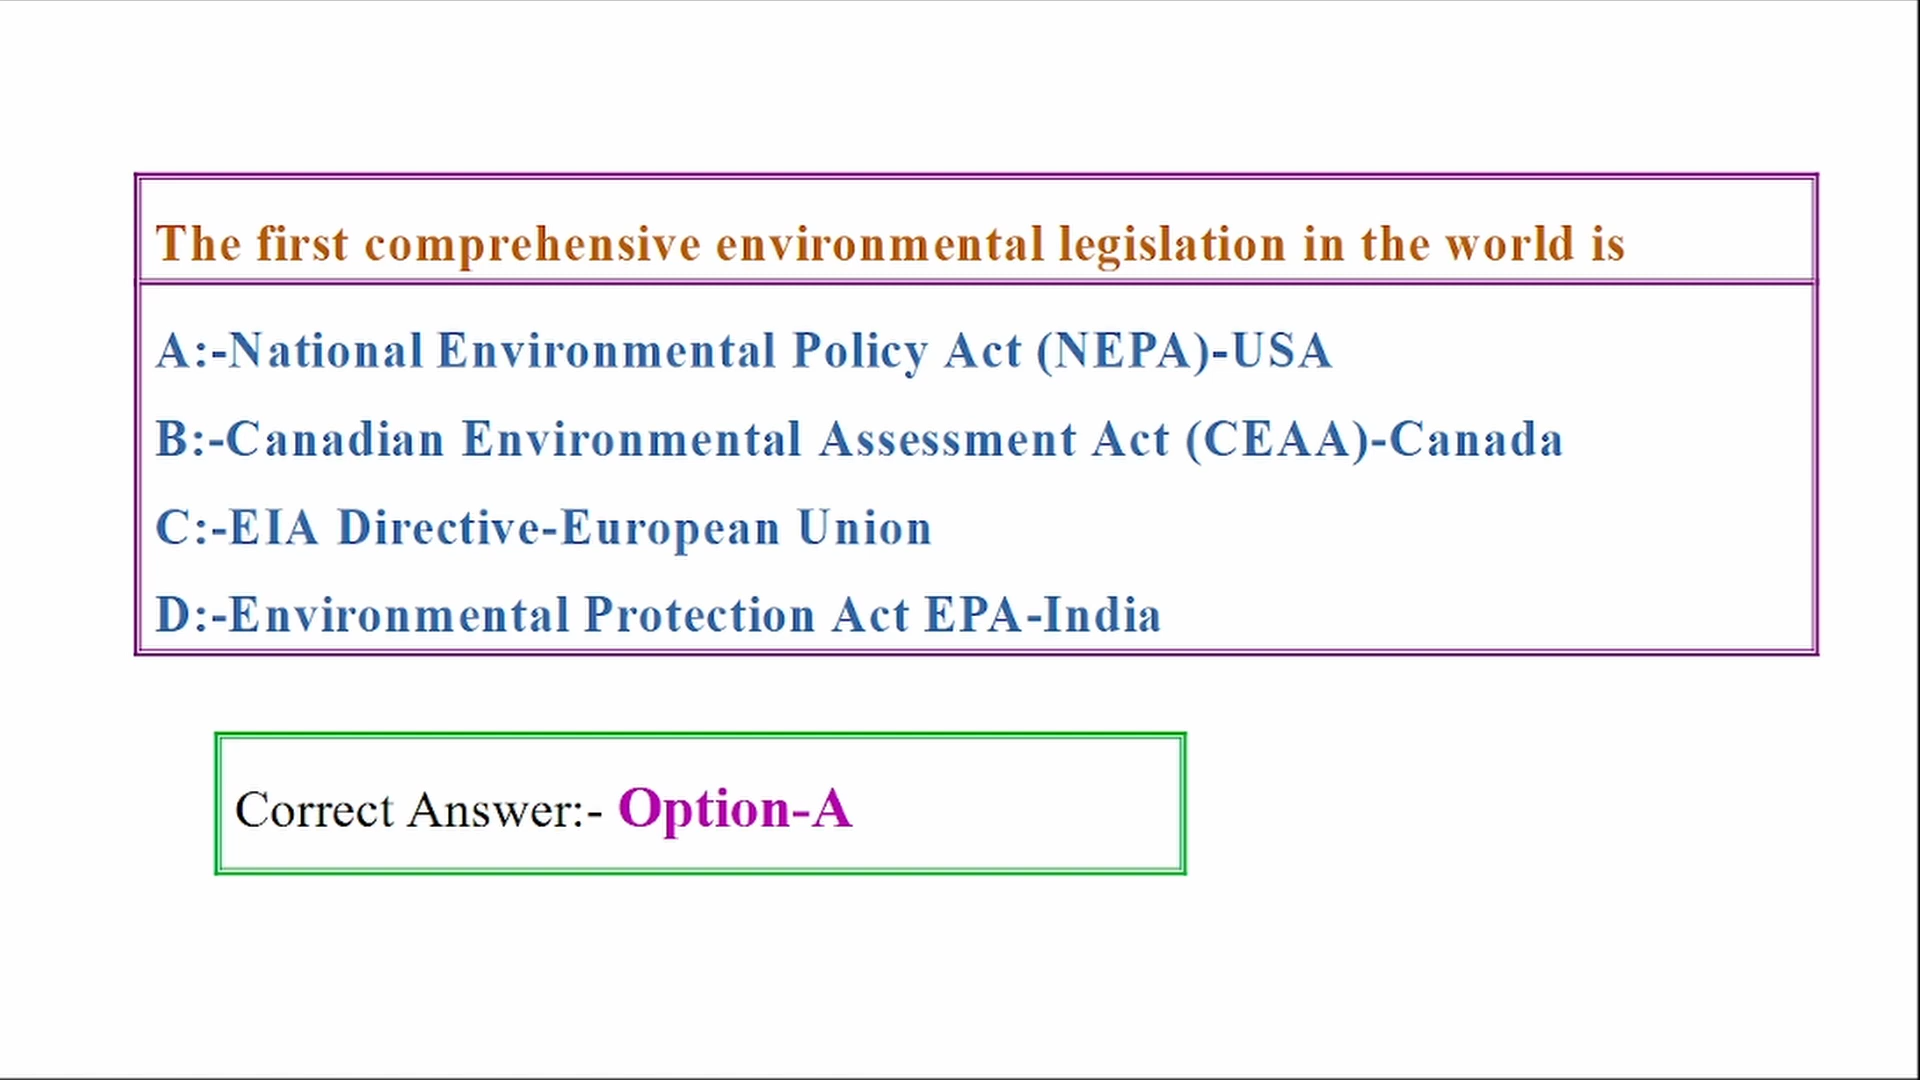 The first comprehensive environmental legislation in the world is
A:-National Environmental Policy Act (NEPA)-USA
B:-Canadian Environmental Assessment Act (CEAA)-Canada
C:-EIA Directive-European Union
D:-Environmental Protection Act EPA-India
Correct Answer:- Option-A